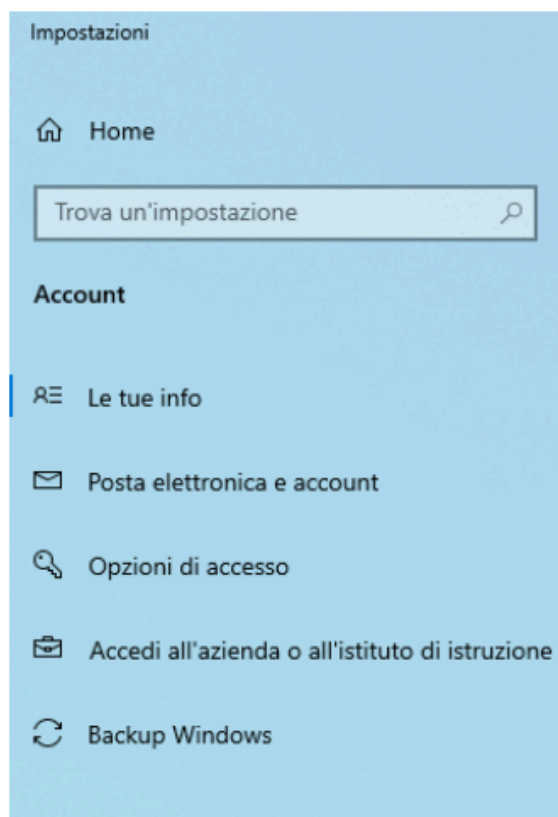 Impostazioni
Home
Trova un'impostazione
Account
Le tue info
Posta elettronica e account
Opzioni di accesso
Accedi all'azienda o all'istituto di istruzione
Backup Windows